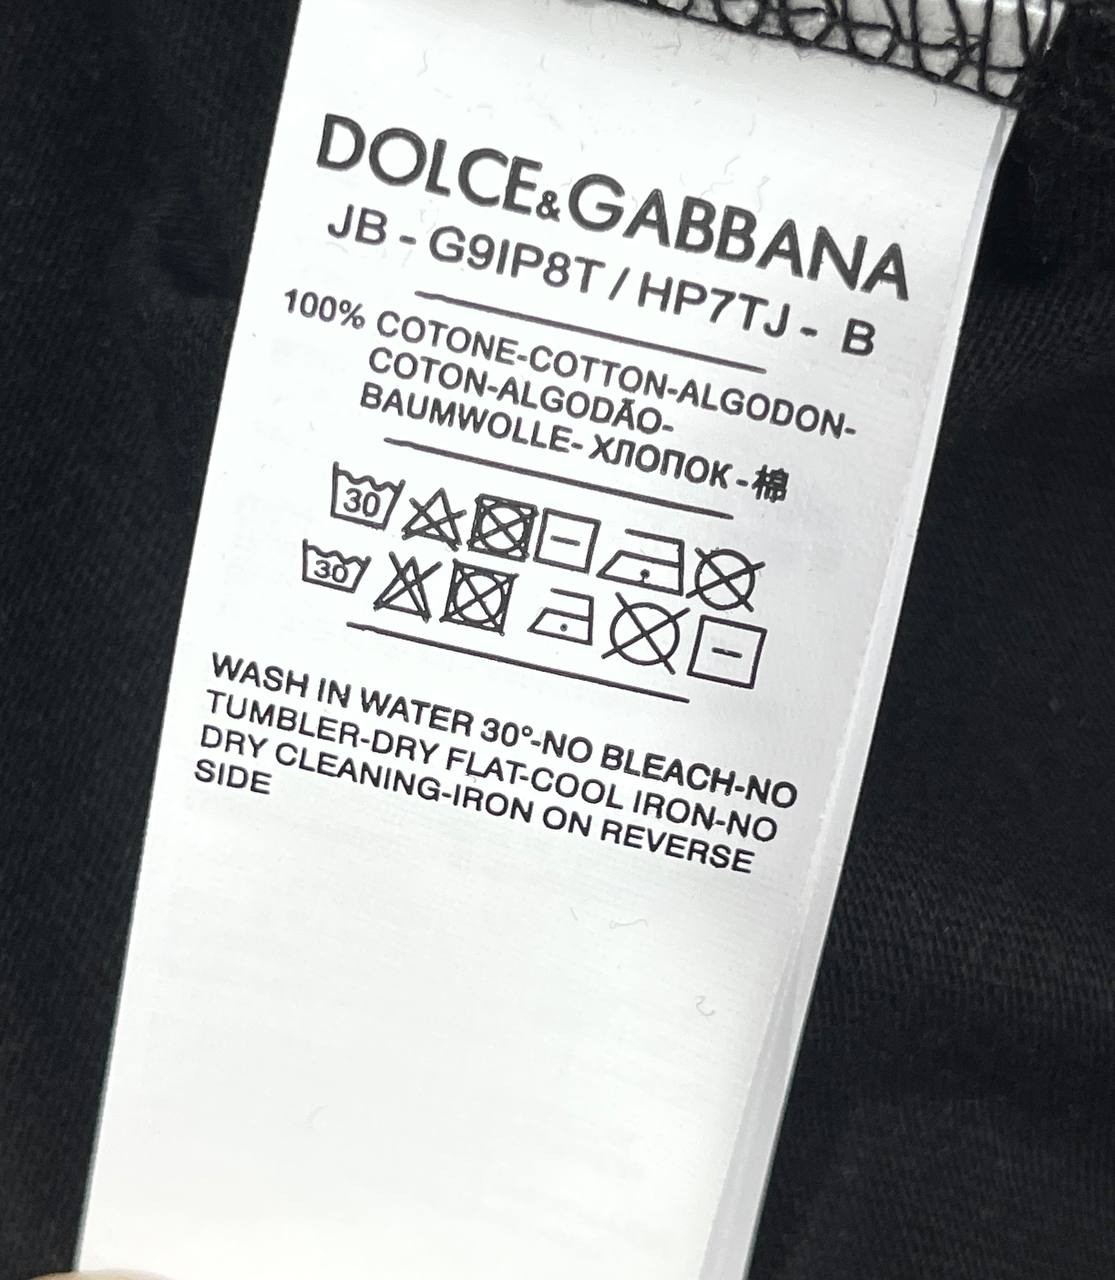 DOLCE&GABBANA
JB - G9IP8T / HP7TJ - B
100% COTONE-COTTON-ALGODON-
COTON-ALGODÃO-
BAUMWOLLE- ХЛОПОК - 棉
30
30
WASH IN WATER 30°-NO BLEACH-NO
TUMBLER-DRY FLAT-COOL IRON-NO
DRY CLEANING-IRON ON REVERSE
SIDE